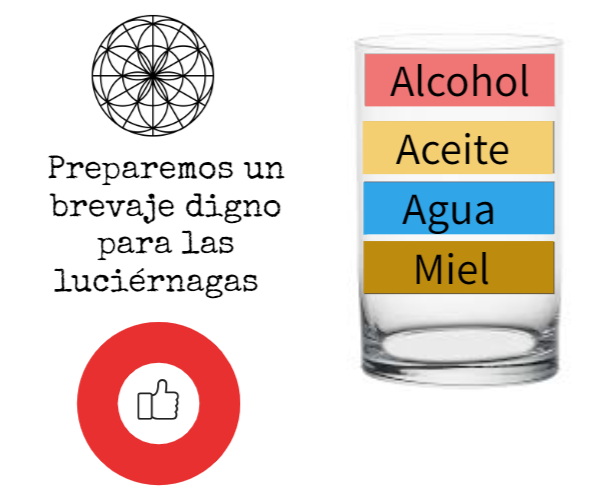 Preparemos un
brevaje digno
para las
luciérnagas
Alcohol
Aceite
Agua
Miel